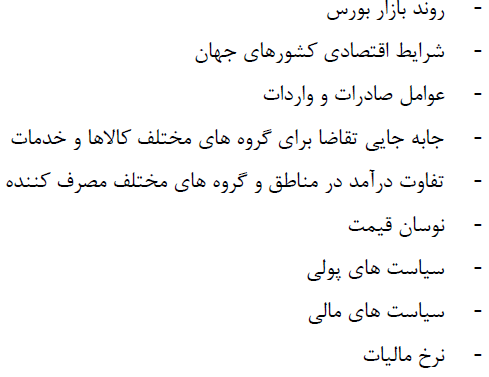 - روند بازار بورس
- شرایط اقتصادی کشورهای جهان
- عوامل صادرات و واردات
- جابه جایی تقاضا برای گروه های مختلف کالاها و خدمات
- تفاوت درآمد در مناطق و گروه های مختلف مصرف کننده
- نوسان قیمت
- سیاست های پولی
- سیاست های مالی
- نرخ مالیات